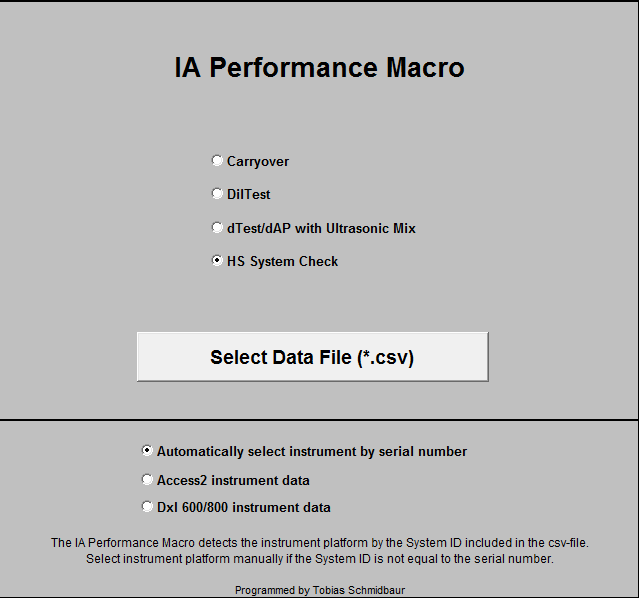 IA Performance Macro
Carryover
DilTest
dTest/dAP with Ultrasonic Mix
HS System Check
Select Data File (*.csv)
Automatically select instrument by serial number
Access2 instrument data
DxI 600/800 instrument data
The IA Performance Macro detects the instrument platform by the System ID included in the csv-file.
Select instrument platform manually if the System ID is not equal to the serial number.
Programmed by Tobias Schmidbaur